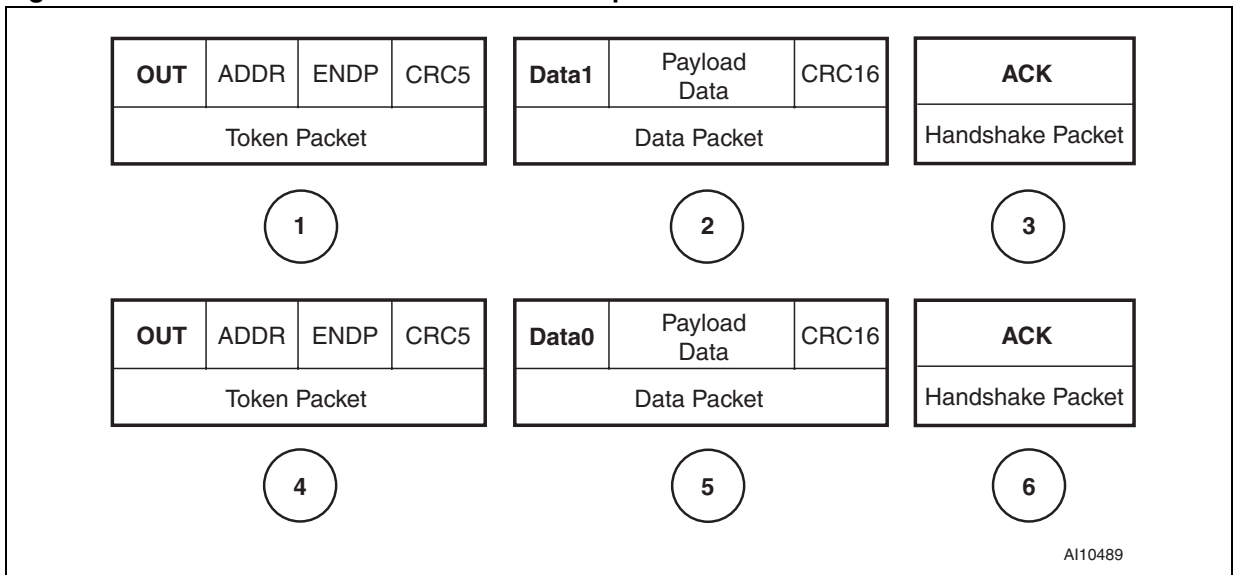 OUT ADDR ENDP CRC5
Token Packet
Data1 Payload Data CRC16
Data Packet
ACK
Handshake Packet
1 2 3
OUT ADDR ENDP CRC5
Token Packet
Data0 Payload Data CRC16
Data Packet
ACK
Handshake Packet
4 5 6
AI10489